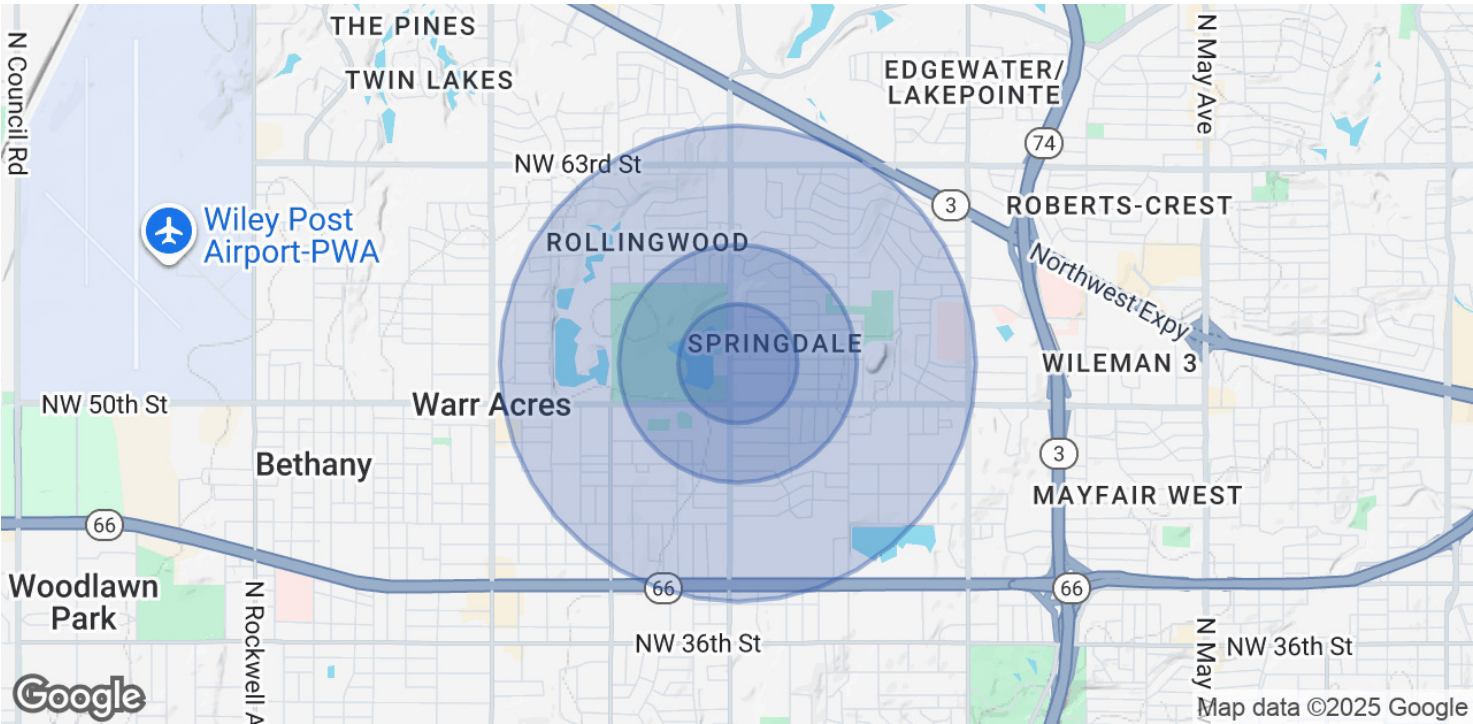 THE PINES
TWIN LAKES
N Council Rd
EDGEWATER/
LAKEPOINTE
N May Ave
74
NW 63rd St
3
ROBERTS-CREST
Wiley Post
Airport-PWA
ROLLINGWOOD
Northwest Expy
SPRINGDALE
WILEMAN 3
NW 50th St
Warr Acres
Bethany
3
MAYFAIR WEST
66
Woodlawn
Park
N Rockwell A
66
66
NW 36th St
N May
NW 36th St
Google
Map data ©2025 Google